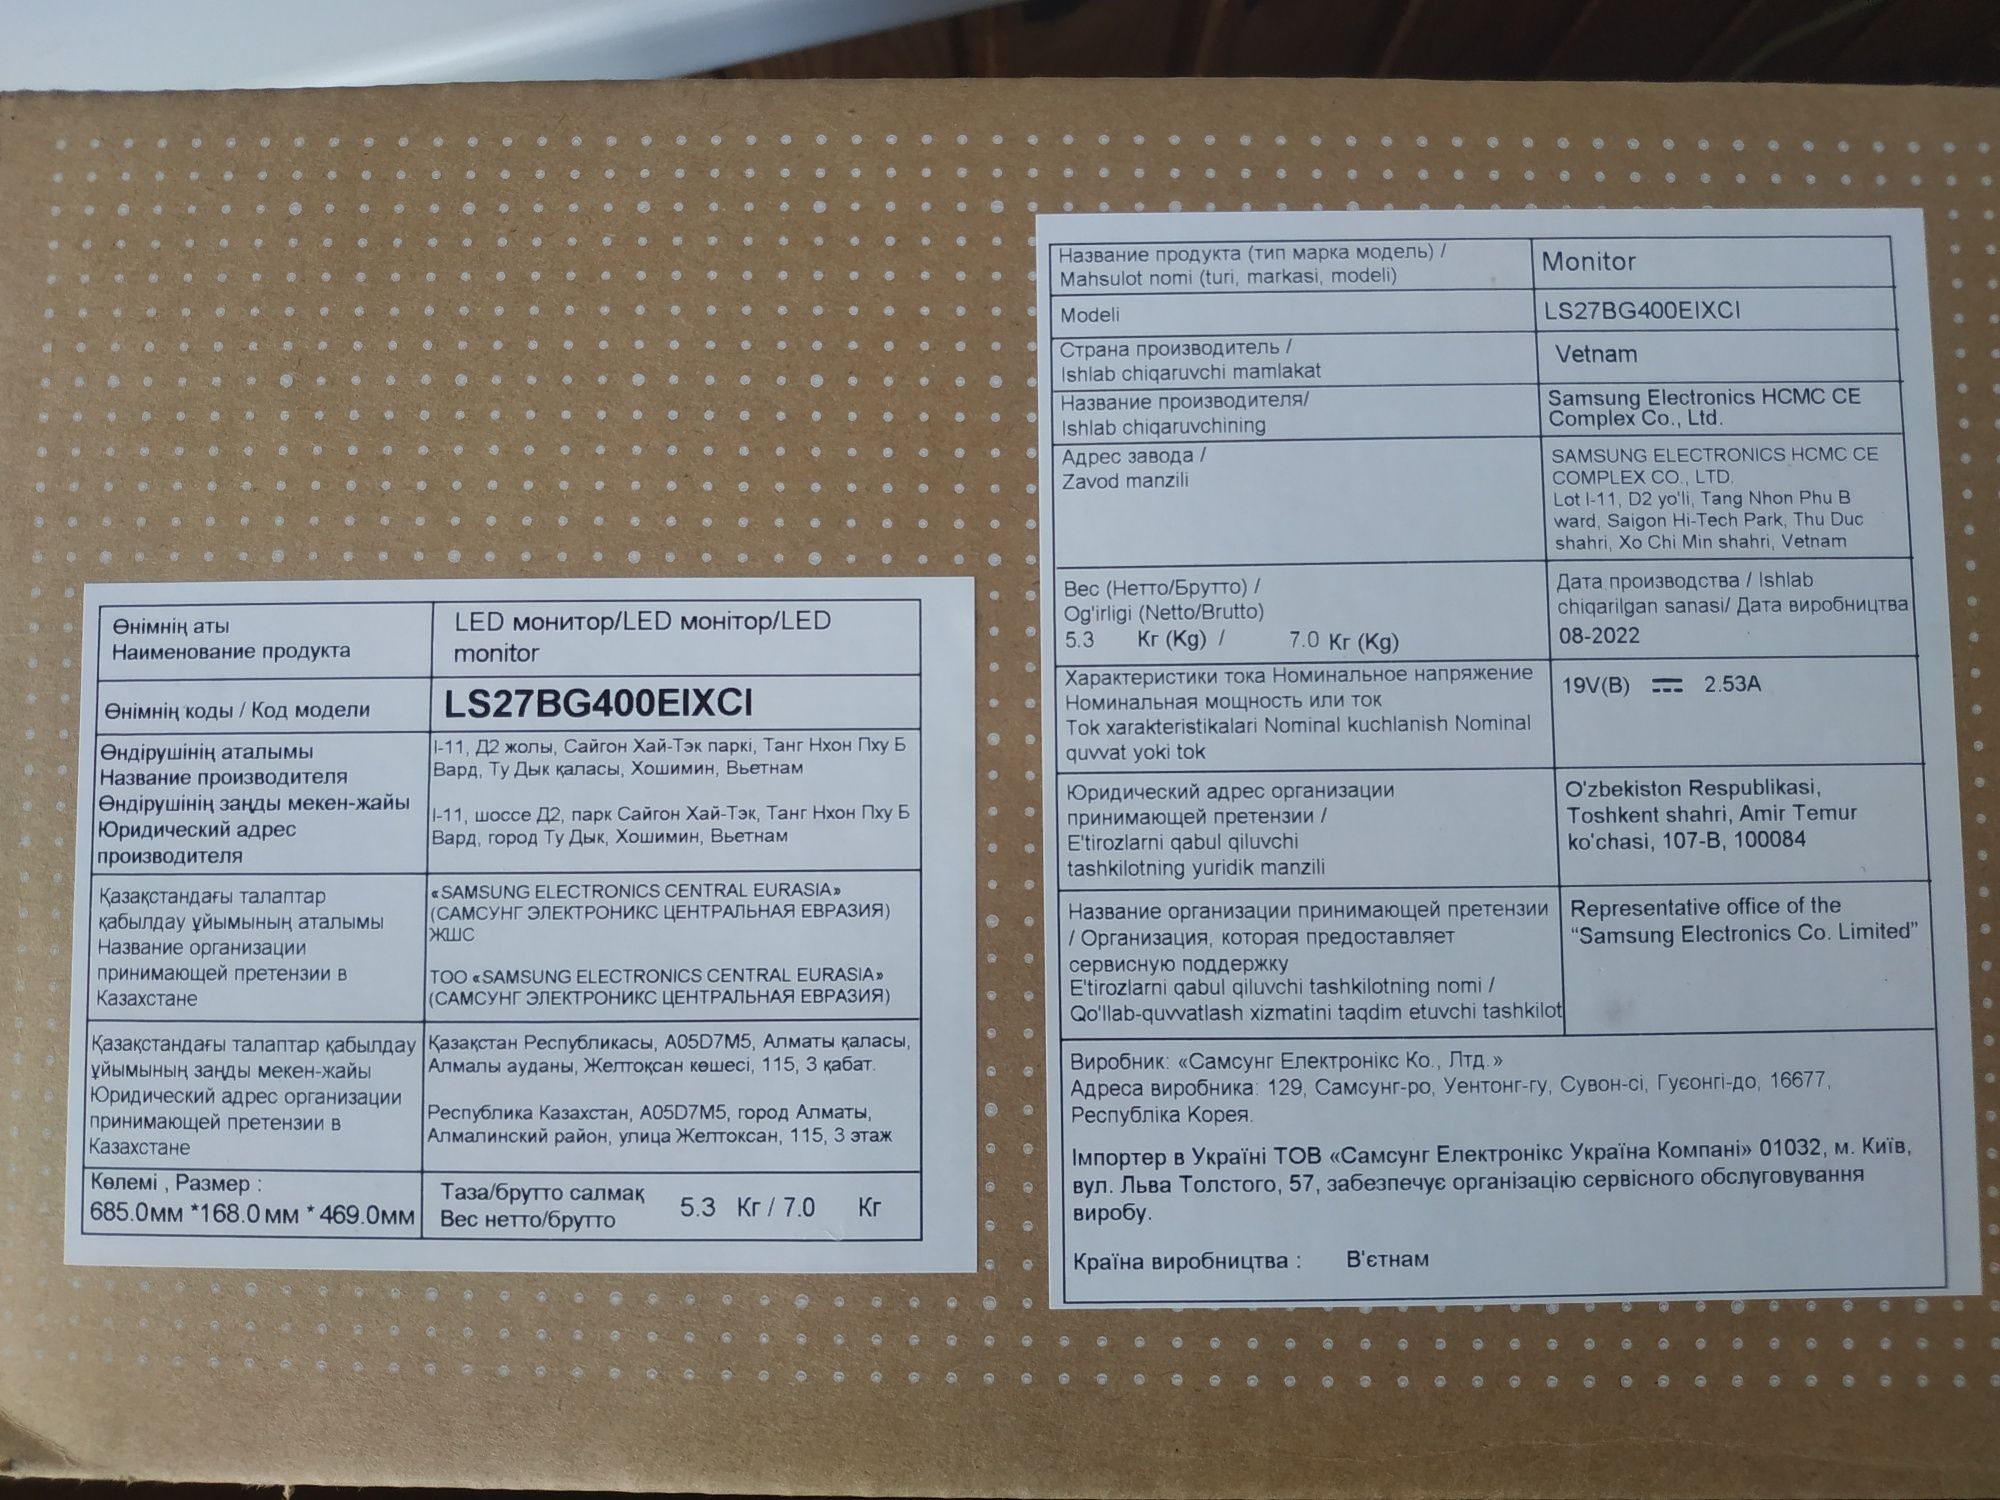 Өнімнің аты
Наименование продукта
LED монитор/LED монітор/LED
monitor
Өнімнің коды / Код модели
LS27BG400EIXCI
Өндірушінің аталымы
Название производителя
Өндірушінің заңды мекен-жайы
Юридический адрес
производителя
I-11, Д2 жолы, Сайгон Хай-Тэк паркі, Танг Нхон Пху Б
Вард, Ту Дык қаласы, Хошимин, Вьетнам
I-11, шоссе Д2, парк Сайгон Хай-Тэк, Танг Нхон Пху Б
Вард, город Ту Дык, Хошимин, Вьетнам
Қазақстандағы талаптар
қабылдау ұйымының аталымы
Название организации
принимающей претензии в
Казахстане
«SAMSUNG ELECTRONICS CENTRAL EURASIA»
(САМСУНГ ЭЛЕКТРОНИКС ЦЕНТРАЛЬНАЯ ЕВРАЗИЯ)
ЖШС
ТОО «SAMSUNG ELECTRONICS CENTRAL EURASIA»
(САМСУНГ ЭЛЕКТРОНИКС ЦЕНТРАЛЬНАЯ ЕВРАЗИЯ)
Қазақстандағы талаптар қабылдау
ұйымының заңды мекен-жайы
Юридический адрес организации
принимающей претензии в
Казахстане
Қазақстан Республикасы, A05D7M5, Алматы қаласы,
Алмалы ауданы, Желтоқсан көшесі, 115, 3 қабат.
Республика Казахстан, A05D7M5, город Алматы,
Алмалинский район, улица Желтоксан, 115, 3 этаж
Көлемі , Размер :
685.0мм *168.0 мм * 469.0мм
Таза/брутто салмақ
Вес нетто/брутто
5.3 Кг / 7.0 Кг
Название продукта (тип марка модель) /
Mahsulot nomi (turi, markasi, modeli)
Monitor
Modeli
LS27BG400EIXCI
Страна производитель /
Ishlab chiqaruvchi mamlakat
Vetnam
Название производителя/
Ishlab chiqaruvchining
Samsung Electronics HCMC CE
Complex Co., Ltd.
Адрес завода /
Zavod manzili
SAMSUNG ELECTRONICS HCMC CE
COMPLEX CO., LTD.
Lot I-11, D2 yo'li, Tang Nhon Phu B
ward, Saigon Hi-Tech Park, Thu Duc
shahri, Xo Chi Min shahri, Vetnam
Вес (Нетто/Брутто) /
Og'irligi (Netto/Brutto)
5.3 Кг (Kg) / 7.0 Кг (Kg)
Дата производства / Ishlab
chiqarilgan sanasi/ Дата виробництва
08-2022
Характеристики тока Номинальное напряжение
Номинальная мощность или ток
Tok xarakteristikalari Nominal kuchlanish Nominal
quvvat yoki tok
19V(В) ⎓ 2.53A
Юридический адрес организации
принимающей претензии /
E'tirozlarni qabul qiluvchi
tashkilotning yuridik manzili
O'zbekiston Respublikasi,
Toshkent shahri, Amir Temur
ko'chasi, 107-B, 100084
Название организации принимающей претензии
/ Организация, которая предоставляет
сервисную поддержку
E'tirozlarni qabul qiluvchi tashkilotning nomi /
Qo'llab-quvvatlash xizmatini taqdim etuvchi tashkilot
Representative office of the
“Samsung Electronics Co. Limited”
Виробник: «Самсунг Електронікс Ко., Лтд.»
Адреса виробника: 129, Самсунг-ро, Уентонг-гу, Сувон-сі, Гуєонгі-до, 16677,
Республіка Корея.
Імпортер в Україні ТОВ «Самсунг Електронікс Україна Компані» 01032, м. Київ,
вул. Льва Толстого, 57, забезпечує організацію сервісного обслуговування
виробу.
Країна виробництва : В'єтнам